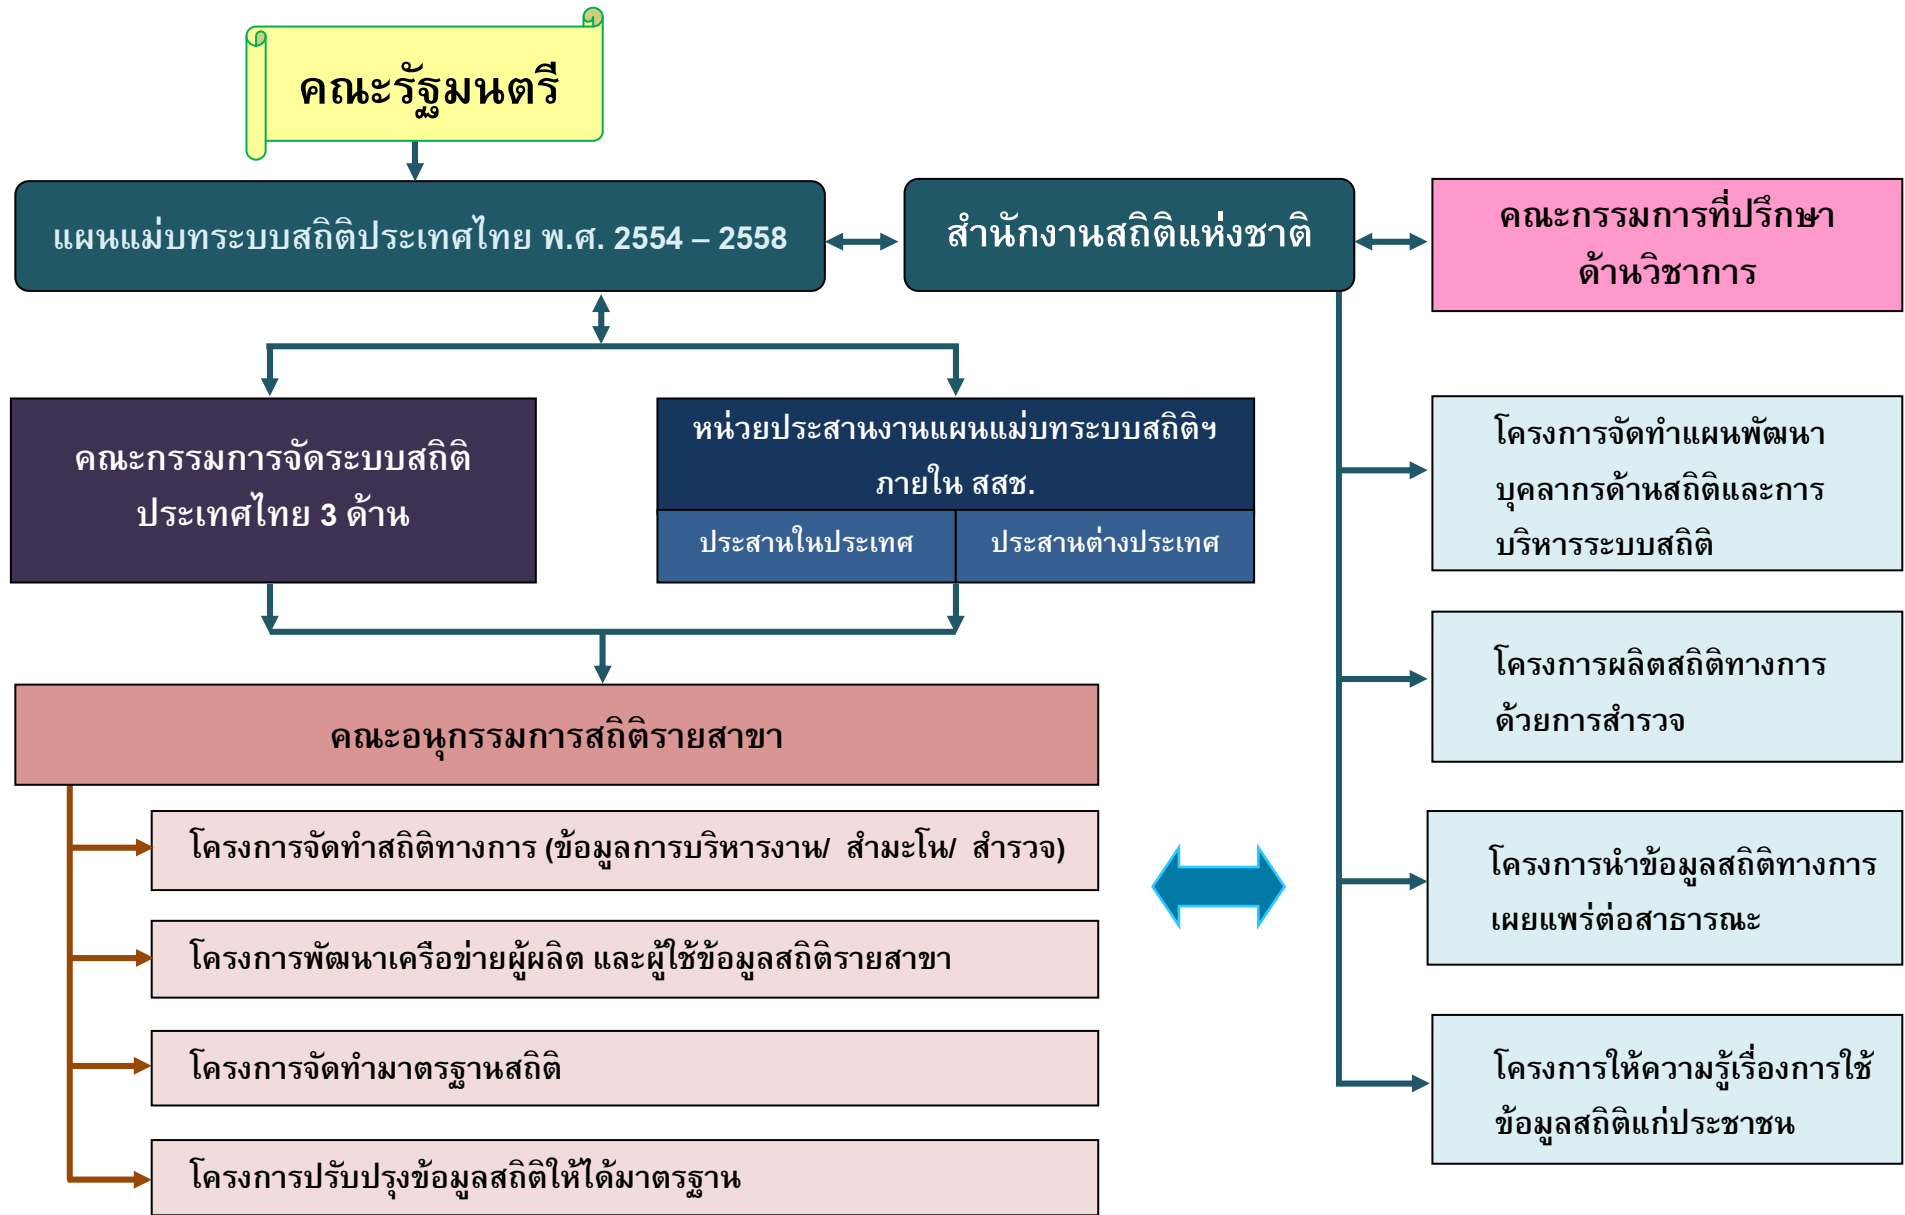 คณะรัฐมนตรี
แผนแม่บทระบบสถิติประเทศไทย พ.ศ. 2554 – 2558
สำนักงานสถิติแห่งชาติ
คณะกรรมการที่ปรึกษา
ด้านวิชาการ
คณะกรรมการจัดระบบสถิติ
ประเทศไทย 3 ด้าน
หน่วยประสานงานแผนแม่บทระบบสถิติฯ
ภายใน สสช.
ประสานในประเทศ
ประสานต่างประเทศ
โครงการจัดทำแผนพัฒนา
บุคลากรด้านสถิติและการ
บริหารระบบสถิติ
โครงการผลิตสถิติทางการ
ด้วยการสำรวจ
คณะอนุกรรมการสถิติรายสาขา
โครงการจัดทำสถิติทางการ (ข้อมูลการบริหารงาน/ สำมะโน/ สำรวจ)
โครงการพัฒนาเครือข่ายผู้ผลิต และผู้ใช้ข้อมูลสถิติรายสาขา
โครงการจัดทำมาตรฐานสถิติ
โครงการปรับปรุงข้อมูลสถิติให้ได้มาตรฐาน
โครงการนำข้อมูลสถิติทางการ
เผยแพร่ต่อสาธารณะ
โครงการให้ความรู้เรื่องการใช้
ข้อมูลสถิติแก่ประชาชน